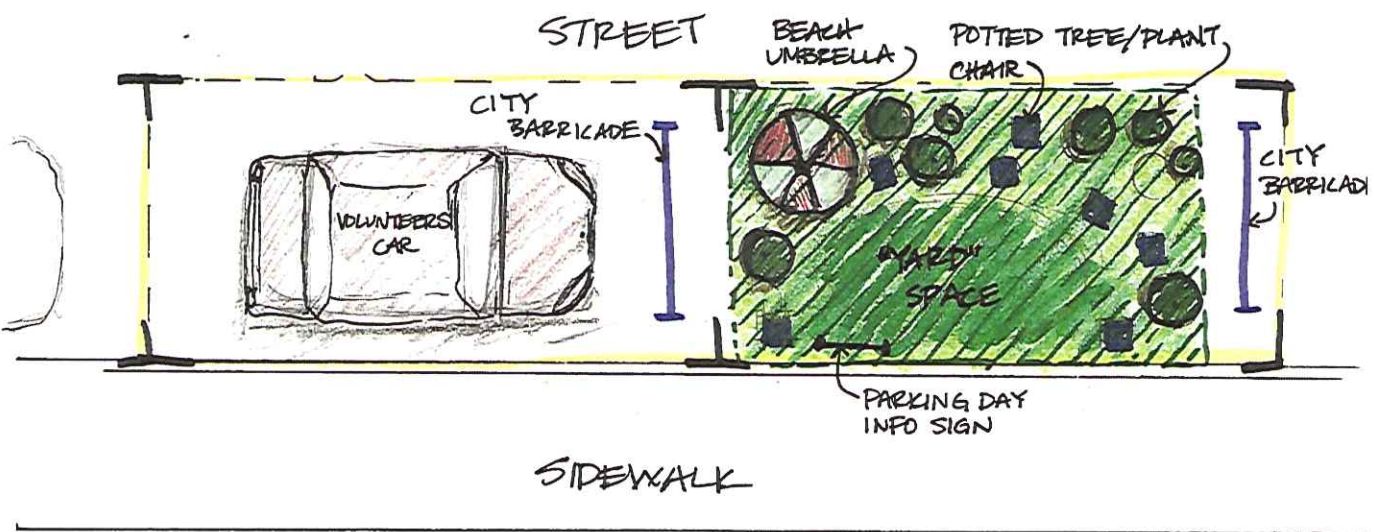 STREET
BEACH
UMBRELLA
POTTED TREE/PLANT
CHAIR
CITY
BARRICADE
CITY
BARRICADI
VOLUNTEERS
CAR
"YARD"
SPACE
PARKING DAY
INFO SIGN
SIDEWALK